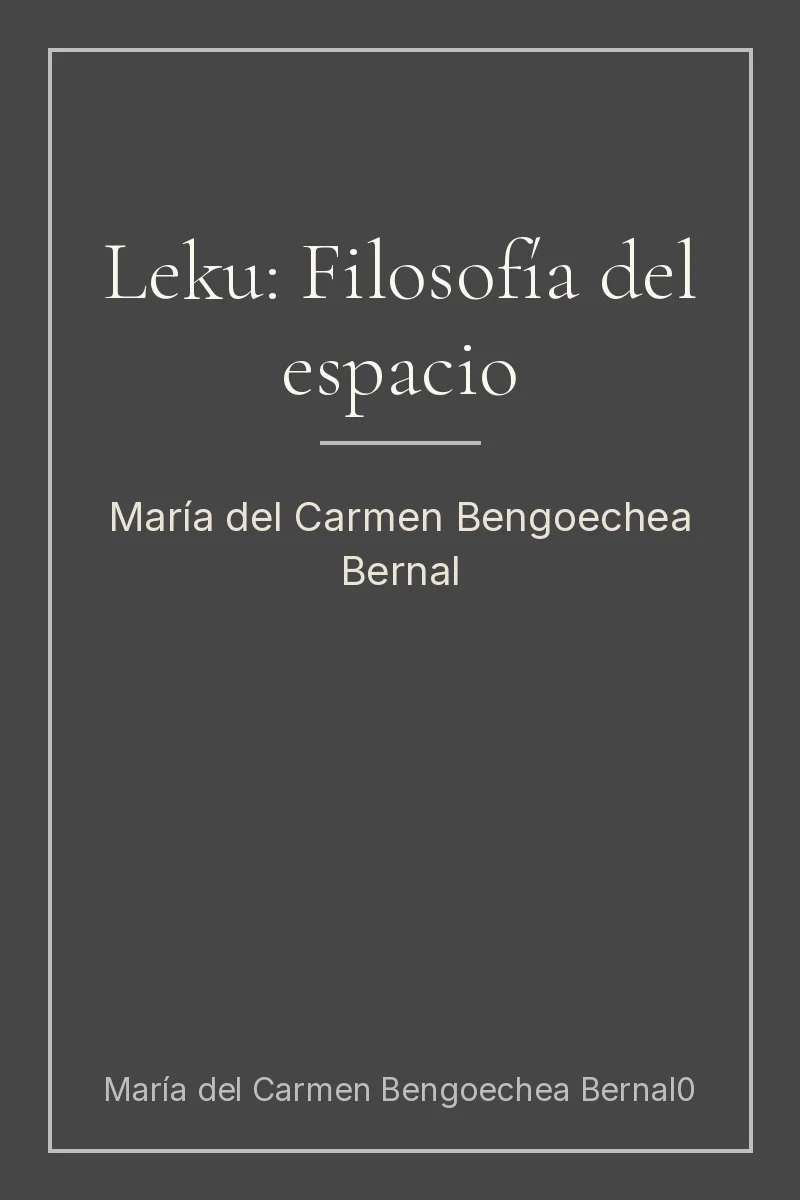 Leku: Filosofía del
espacio
María del Carmen Bengoechea
Bernal
María del Carmen Bengoechea Bernal0